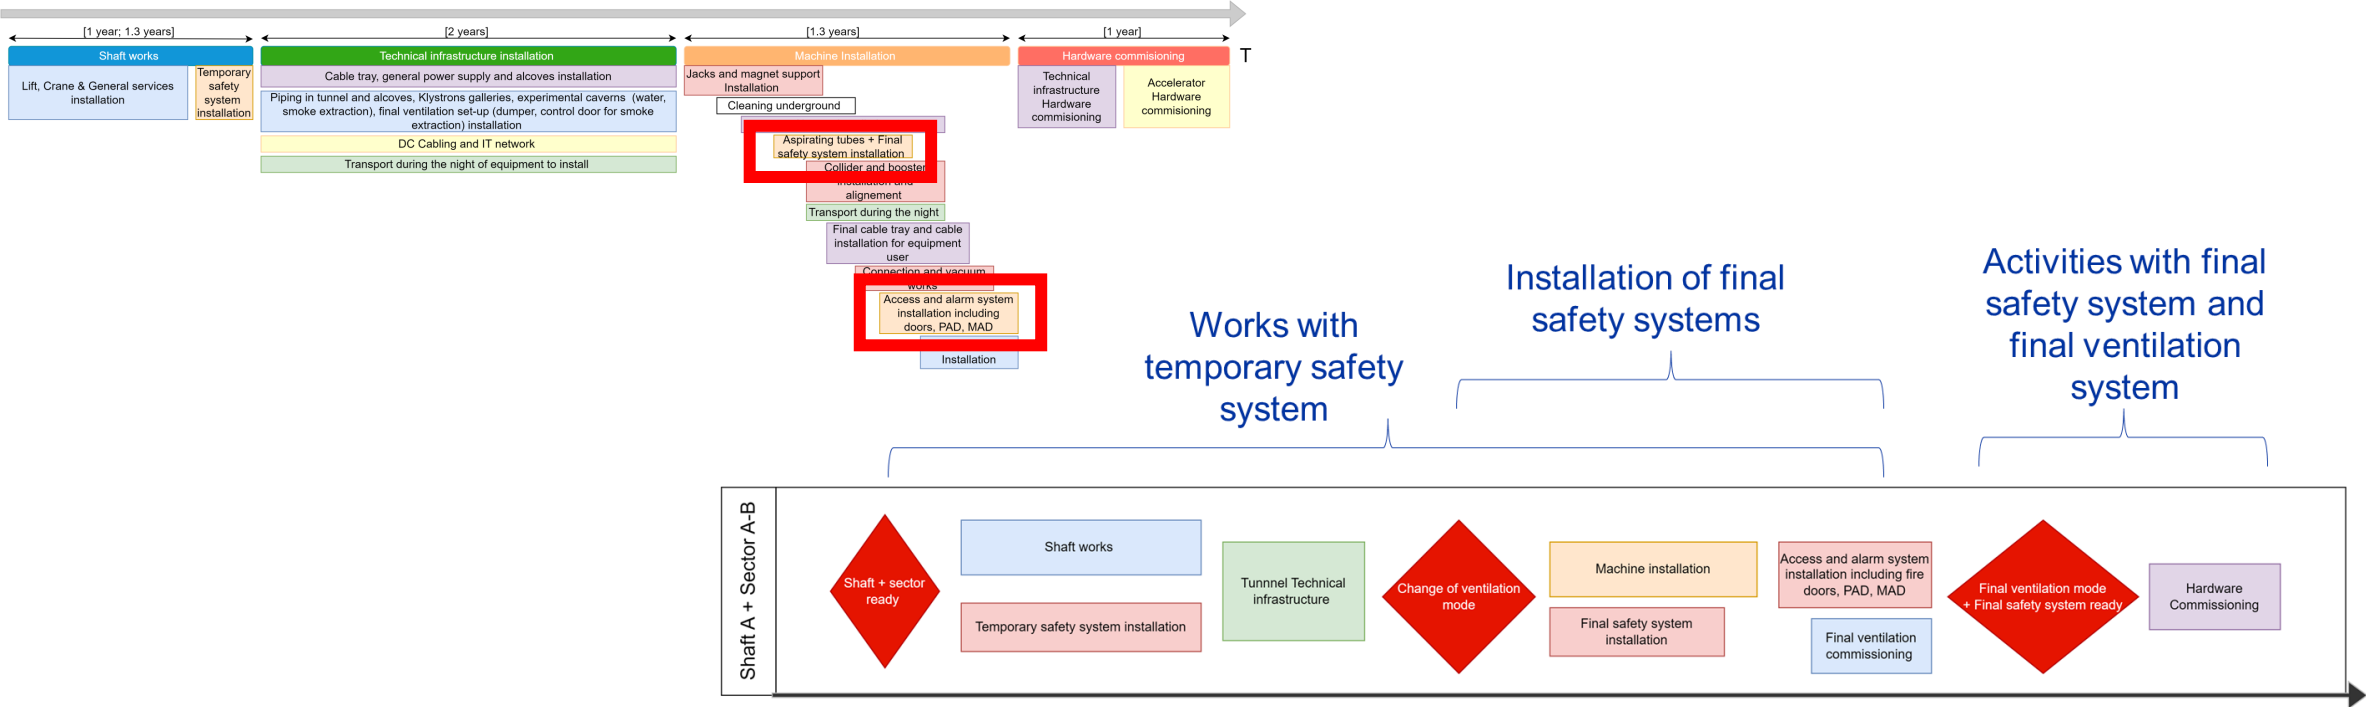 [1 year; 1.3 years]
[2 years]
[1.3 years]
[1 year]
Shaft works
Technical infrastructure installation
Machine Installation
Hardware commisioning
T
Lift, Crane & General services
installation
Temporary
safety
system
installation
Cable tray, general power supply and alcoves installation
Piping in tunnel and alcoves, Klystrons galleries, experimental caverns (water,
smoke extraction), final ventilation set-up (dumper, control door for smoke
extraction) installation
DC Cabling and IT network
Transport during the night of equipment to install
Jacks and magnet support
Installation
Cleaning underground
Aspirating tubes + Final
safety system installation
Collider and booster
installation and
alignement
Transport during the night
Final cable tray and cable
installation for equipment
user
Connection and vacuum
works
Access and alarm system
installation including
doors, PAD, MAD
Installation
Technical
infrastructure
Hardware
commisioning
Accelerator
Hardware
commisioning
Works with
temporary safety
system
Installation of final
safety systems
Activities with final
safety system and
final ventilation
system
Shaft A + Sector A-B
Shaft + sector
ready
Shaft works
Temporary safety system installation
Tunnnel Technical
infrastructure
Change of ventilation
mode
Machine installation
Final safety system
installation
Access and alarm system
installation including fire
doors, PAD, MAD
Final ventilation
commissioning
Final ventilation mode
+ Final safety system ready
Hardware
Commissioning